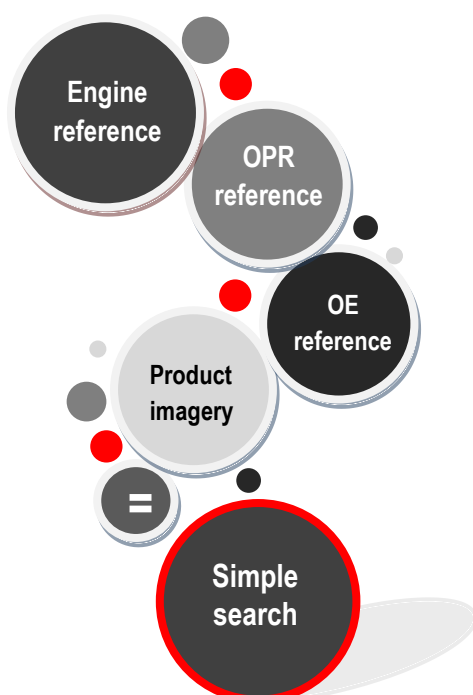 Engine
reference
OPR
reference
OE
reference
Product
imagery
=
Simple
search